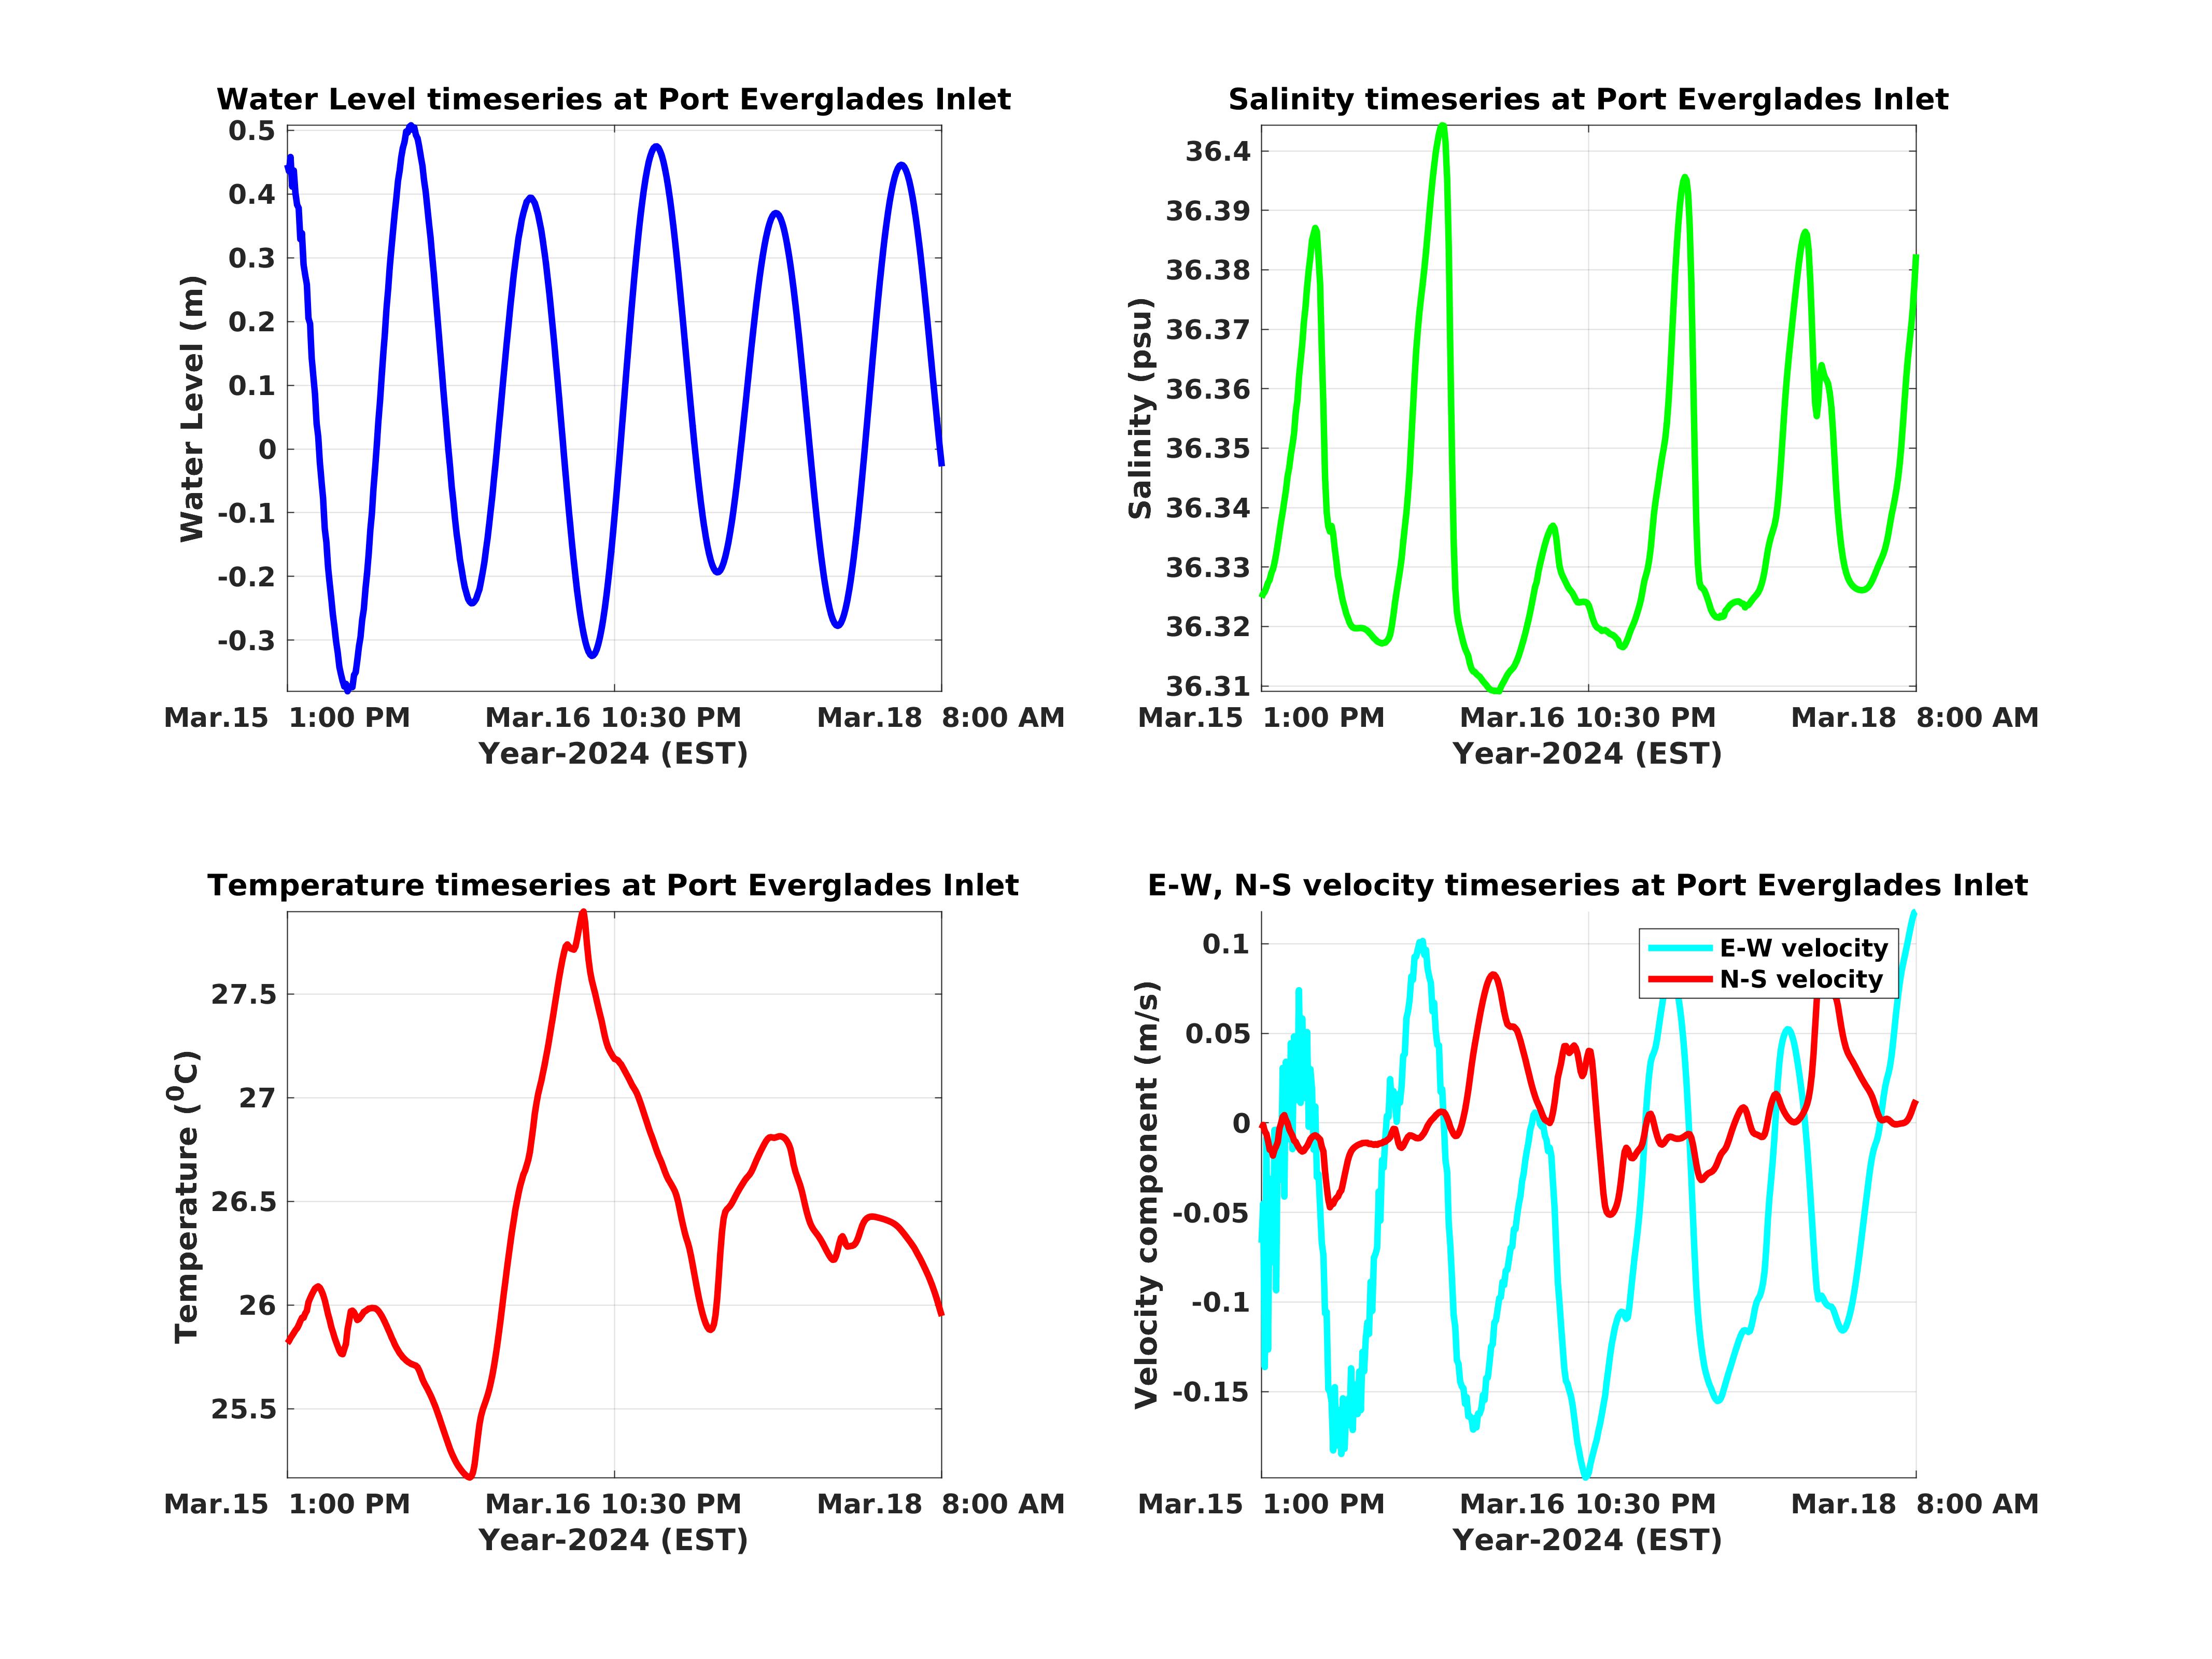 Water Level timeseries at Port Everglades Inlet
0.5
0.4
0.3
0.2
0.1
0
-0.1
-0.2
-0.3
Water Level (m)
Mar.15 1:00 PM
Mar.16 10:30 PM
Mar.18 8:00 AM
Year-2024 (EST)
Salinity timeseries at Port Everglades Inlet
36.4
36.39
36.38
36.37
36.36
36.35
36.34
36.33
36.32
36.31
Salinity (psu)
Mar.15 1:00 PM
Mar.16 10:30 PM
Mar.18 8:00 AM
Year-2024 (EST)
Temperature timeseries at Port Everglades Inlet
27.5
27
26.5
26
25.5
Temperature (⁰C)
Mar.15 1:00 PM
Mar.16 10:30 PM
Mar.18 8:00 AM
Year-2024 (EST)
E-W, N-S velocity timeseries at Port Everglades Inlet
E-W velocity
N-S velocity
0.1
0.05
0
-0.05
-0.1
-0.15
Velocity component (m/s)
Mar.15 1:00 PM
Mar.16 10:30 PM
Mar.18 8:00 AM
Year-2024 (EST)